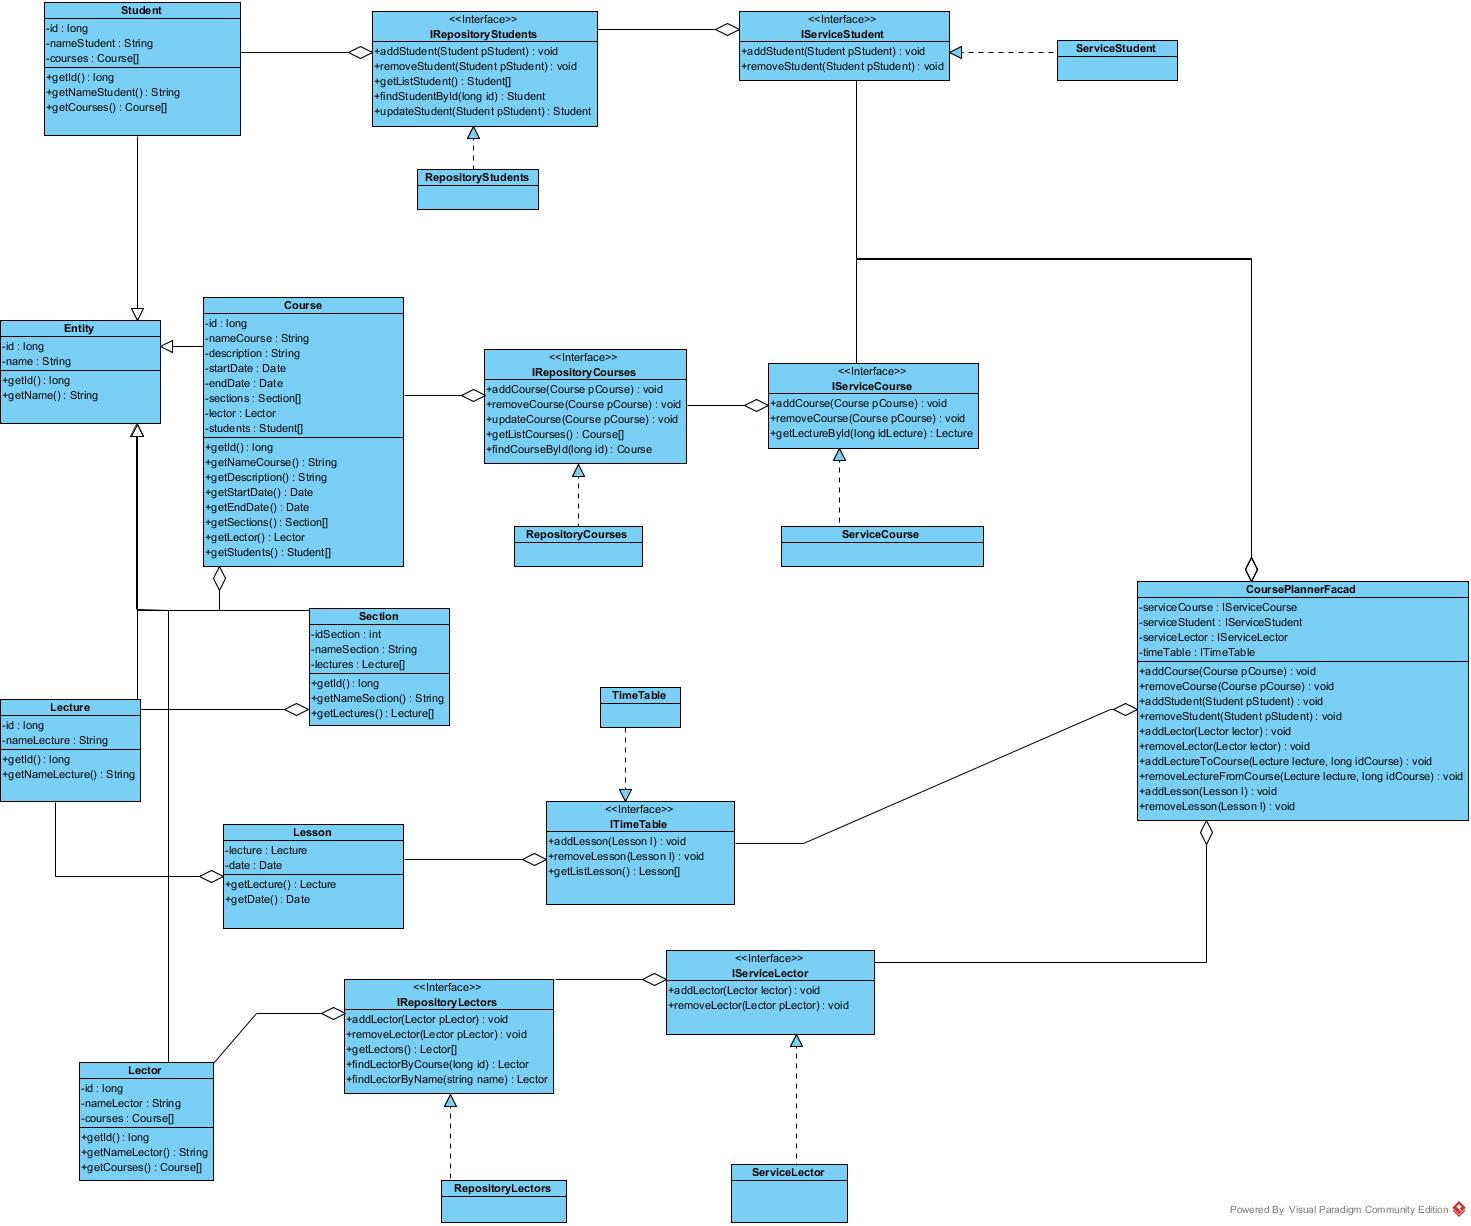 Student
-id : long
-nameStudent : String
-courses : Course[]
+getId() : long
+getNameStudent() : String
+getCourses() : Course[]
<<Interface>>
IRepositoryStudents
+addStudent(Student pStudent) : void
+removeStudent(Student pStudent) : void
+getListStudent() : Student[]
+findStudentById(long id) : Student
+updateStudent(Student pStudent) : Student
<<Interface>>
IServiceStudent
+addStudent(Student pStudent) : void
+removeStudent(Student pStudent) : void
ServiceStudent
RepositoryStudents
Entity
-id : long
-name : String
+getId() : long
+getName() : String
Course
-id : long
-nameCourse : String
-description : String
-startDate : Date
-endDate : Date
-sections : Section[]
-lector : Lector
-students : Student[]
+getId() : long
+getNameCourse() : String
+getDescription() : String
+getStartDate() : Date
+getEndDate() : Date
+getSections() : Section[]
+getLector() : Lector
+getStudents() : Student[]
<<Interface>>
IRepositoryCourses
+addCourse(Course pCourse) : void
+removeCourse(Course pCourse) : void
+updateCourse(Course pCourse) : void
+getListCourses() : Course[]
+findCourseById(long id) : Course
<<Interface>>
IServiceCourse
+addCourse(Course pCourse) : void
+removeCourse(Course pCourse) : void
+getLectureById(long idLecture) : Lecture
RepositoryCourses
ServiceCourse
CoursePlannerFacad
-serviceCourse : IServiceCourse
-serviceStudent : IServiceStudent
-serviceLector : IServiceLector
-timeTable : ITimeTable
+addCourse(Course pCourse) : void
+removeCourse(Course pCourse) : void
+addStudent(Student pStudent) : void
+removeStudent(Student pStudent) : void
+addLector(Lector lector) : void
+removeLector(Lector lector) : void
+addLectureToCourse(Lecture lecture, long idCourse) : void
+removeLectureFromCourse(Lecture lecture, long idCourse) : void
+addLesson(Lesson l) : void
+removeLesson(Lesson l) : void
Section
-idSection : int
-nameSection : String
-lectures : Lecture[]
+getId() : long
+getNameSection() : String
+getLectures() : Lecture[]
Lecture
-id : long
-nameLecture : String
+getId() : long
+getNameLecture() : String
TimeTable
<<Interface>>
ITimeTable
+addLesson(Lesson l) : void
+removeLesson(Lesson l) : void
+getListLesson() : Lesson[]
Lesson
-lecture : Lecture
-date : Date
+getLecture() : Lecture
+getDate() : Date
<<Interface>>
IServiceLector
+addLector(Lector lector) : void
+removeLector(Lector pLector) : void
<<Interface>>
IRepositoryLectors
+addLector(Lector pLector) : void
+removeLector(Lector pLector) : void
+getLectors() : Lector[]
+findLectorByCourse(long id) : Lector
+findLectorByName(string name) : Lector
Lector
-id : long
-nameLector : String
-courses : Course[]
+getId() : long
+getNameLector() : String
+getCourses() : Course[]
RepositoryLectors
ServiceLector
Powered By Visual Paradigm Community Edition